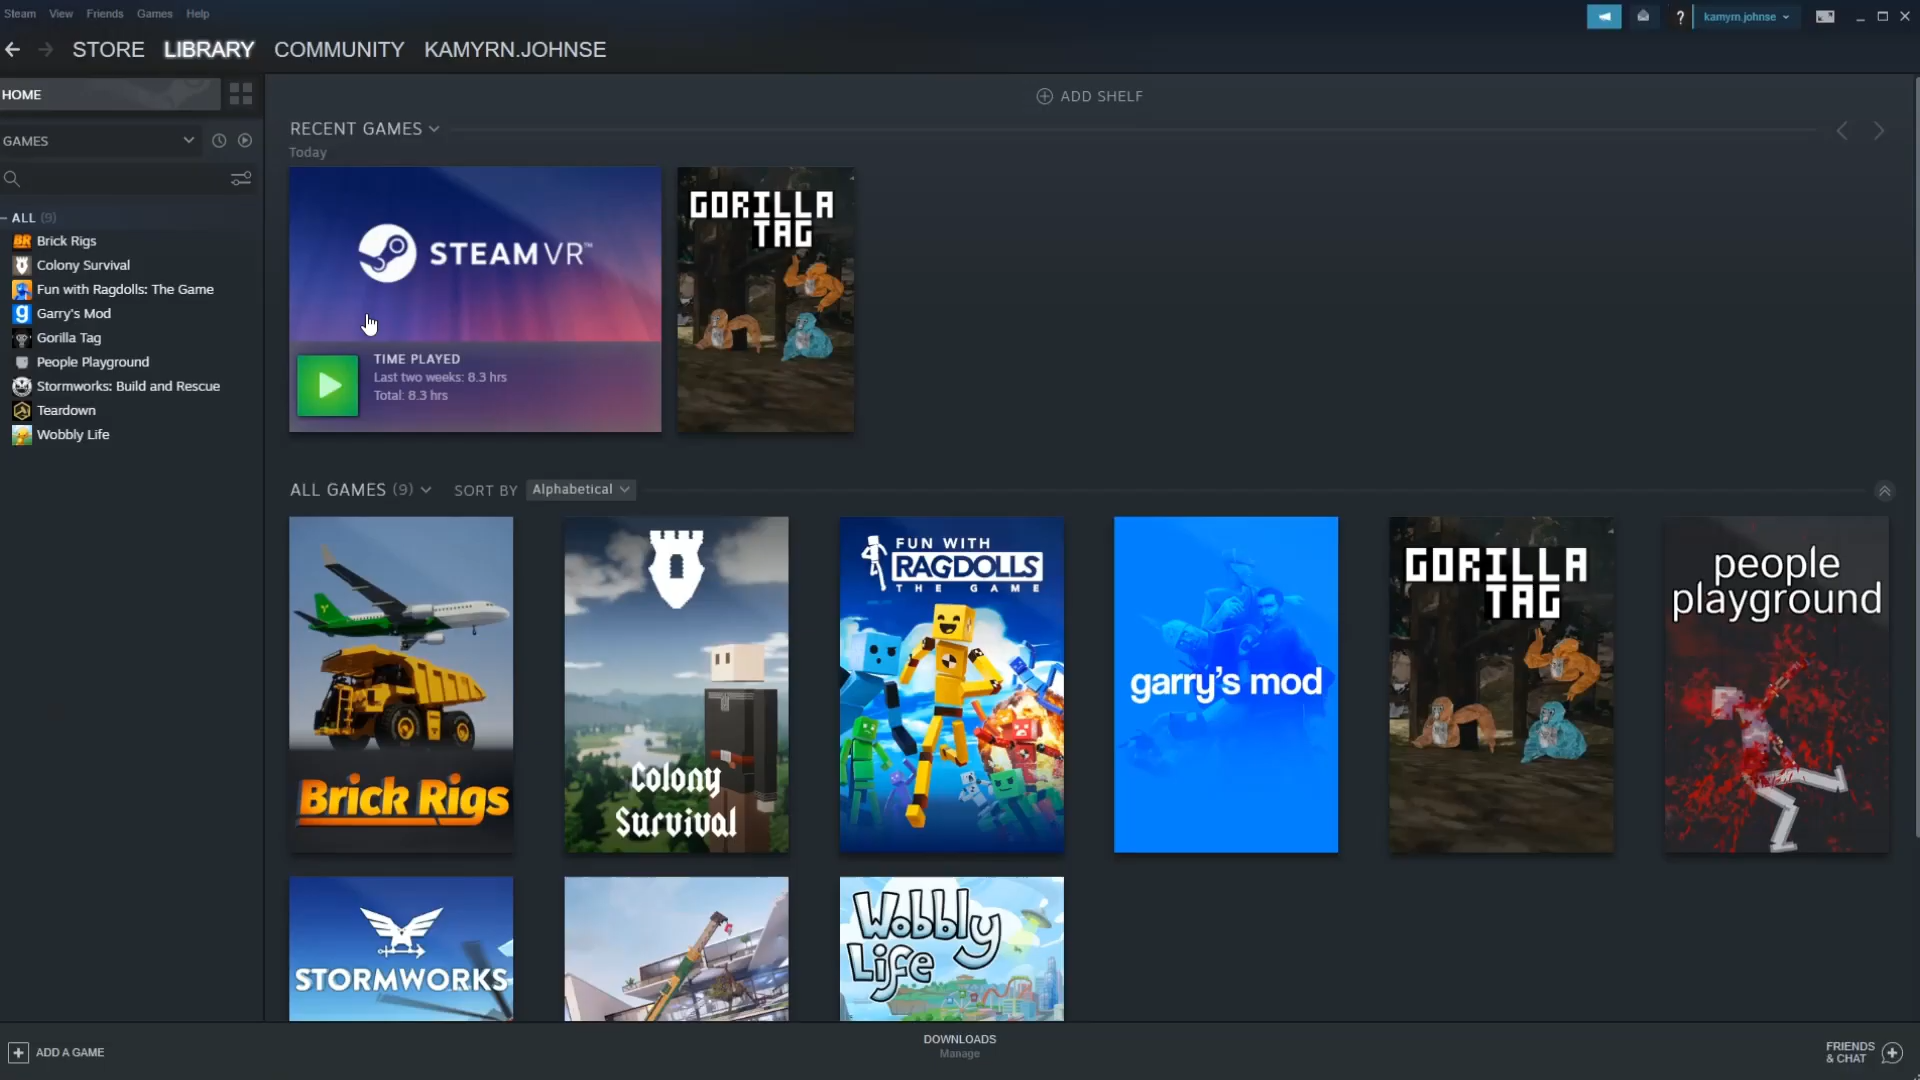 Steam View Friends Games Help
kamyrn.johnse
STORE LIBRARY COMMUNITY KAMYRN.JOHNSE
HOME
ADD SHELF
GAMES
RECENT GAMES
Today
ALL (9)
Brick Rigs
Colony Survival
Fun with Ragdolls: The Game
Garry's Mod
Gorilla Tag
People Playground
Stormworks: Build and Rescue
Teardown
Wobbly Life
STEAMVR™
TIME PLAYED
Last two weeks: 8.3 hrs
Total: 8.3 hrs
GORILLA
TAG
ALL GAMES (9) SORT BY Alphabetical
Brick Rigs
Colony
Survival
FUN WITH
RAGDOLLS
THE GAME
garry's mod
GORILLA
TAG
people
playground
STORMWORKS
Wobbly
Life
ADD A GAME
DOWNLOADS
Manage
FRIENDS
& CHAT